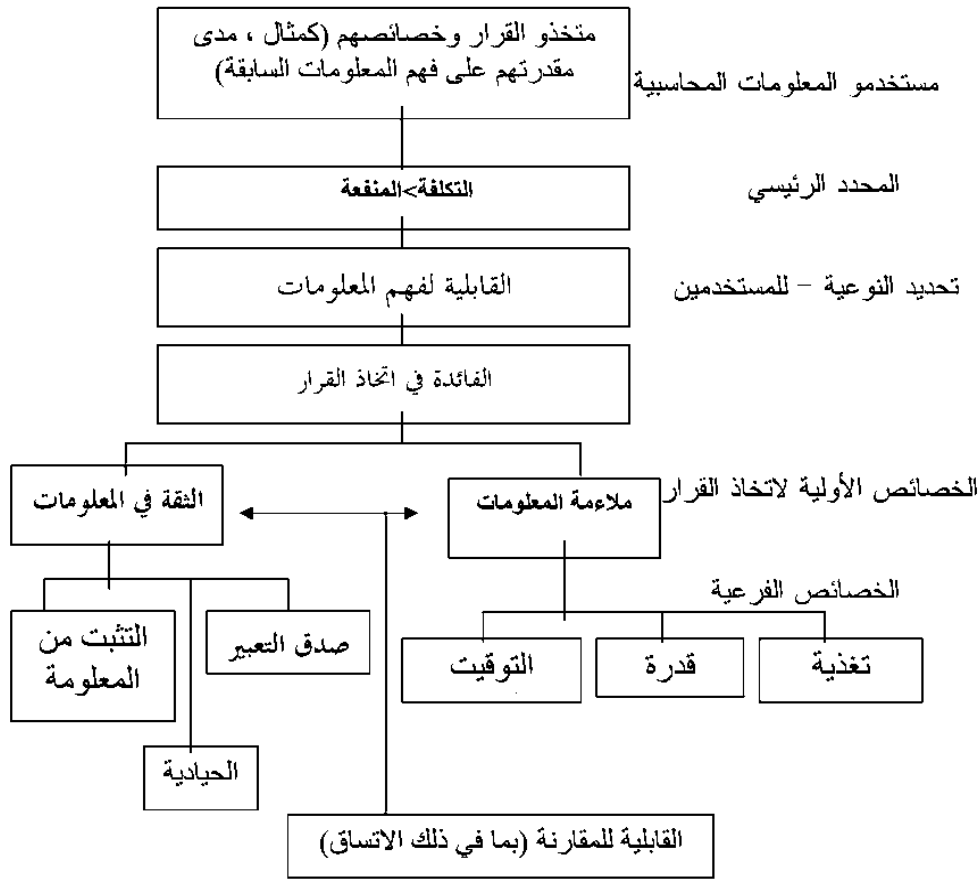 متخذو القرار وخصائصهم (كمثال ، مدى
مقدرتهم على فهم المعلومات السابقة)
مستخدمو المعلومات المحاسبية
التكلفة>المنفعة
المحدد الرئيسي
القابلية لفهم المعلومات
تحديد النوعية – للمستخدمين
الفائدة في اتخاذ القرار
الخصائص الأولية لاتخاذ القرار
ملاءمة المعلومات
الثقة في المعلومات
الخصائص الفرعية
تغذية
قدرة
التوقيت
صدق التعبير
التثبت من
المعلومة
الحيادية
القابلية للمقارنة (بما في ذلك الاتساق)